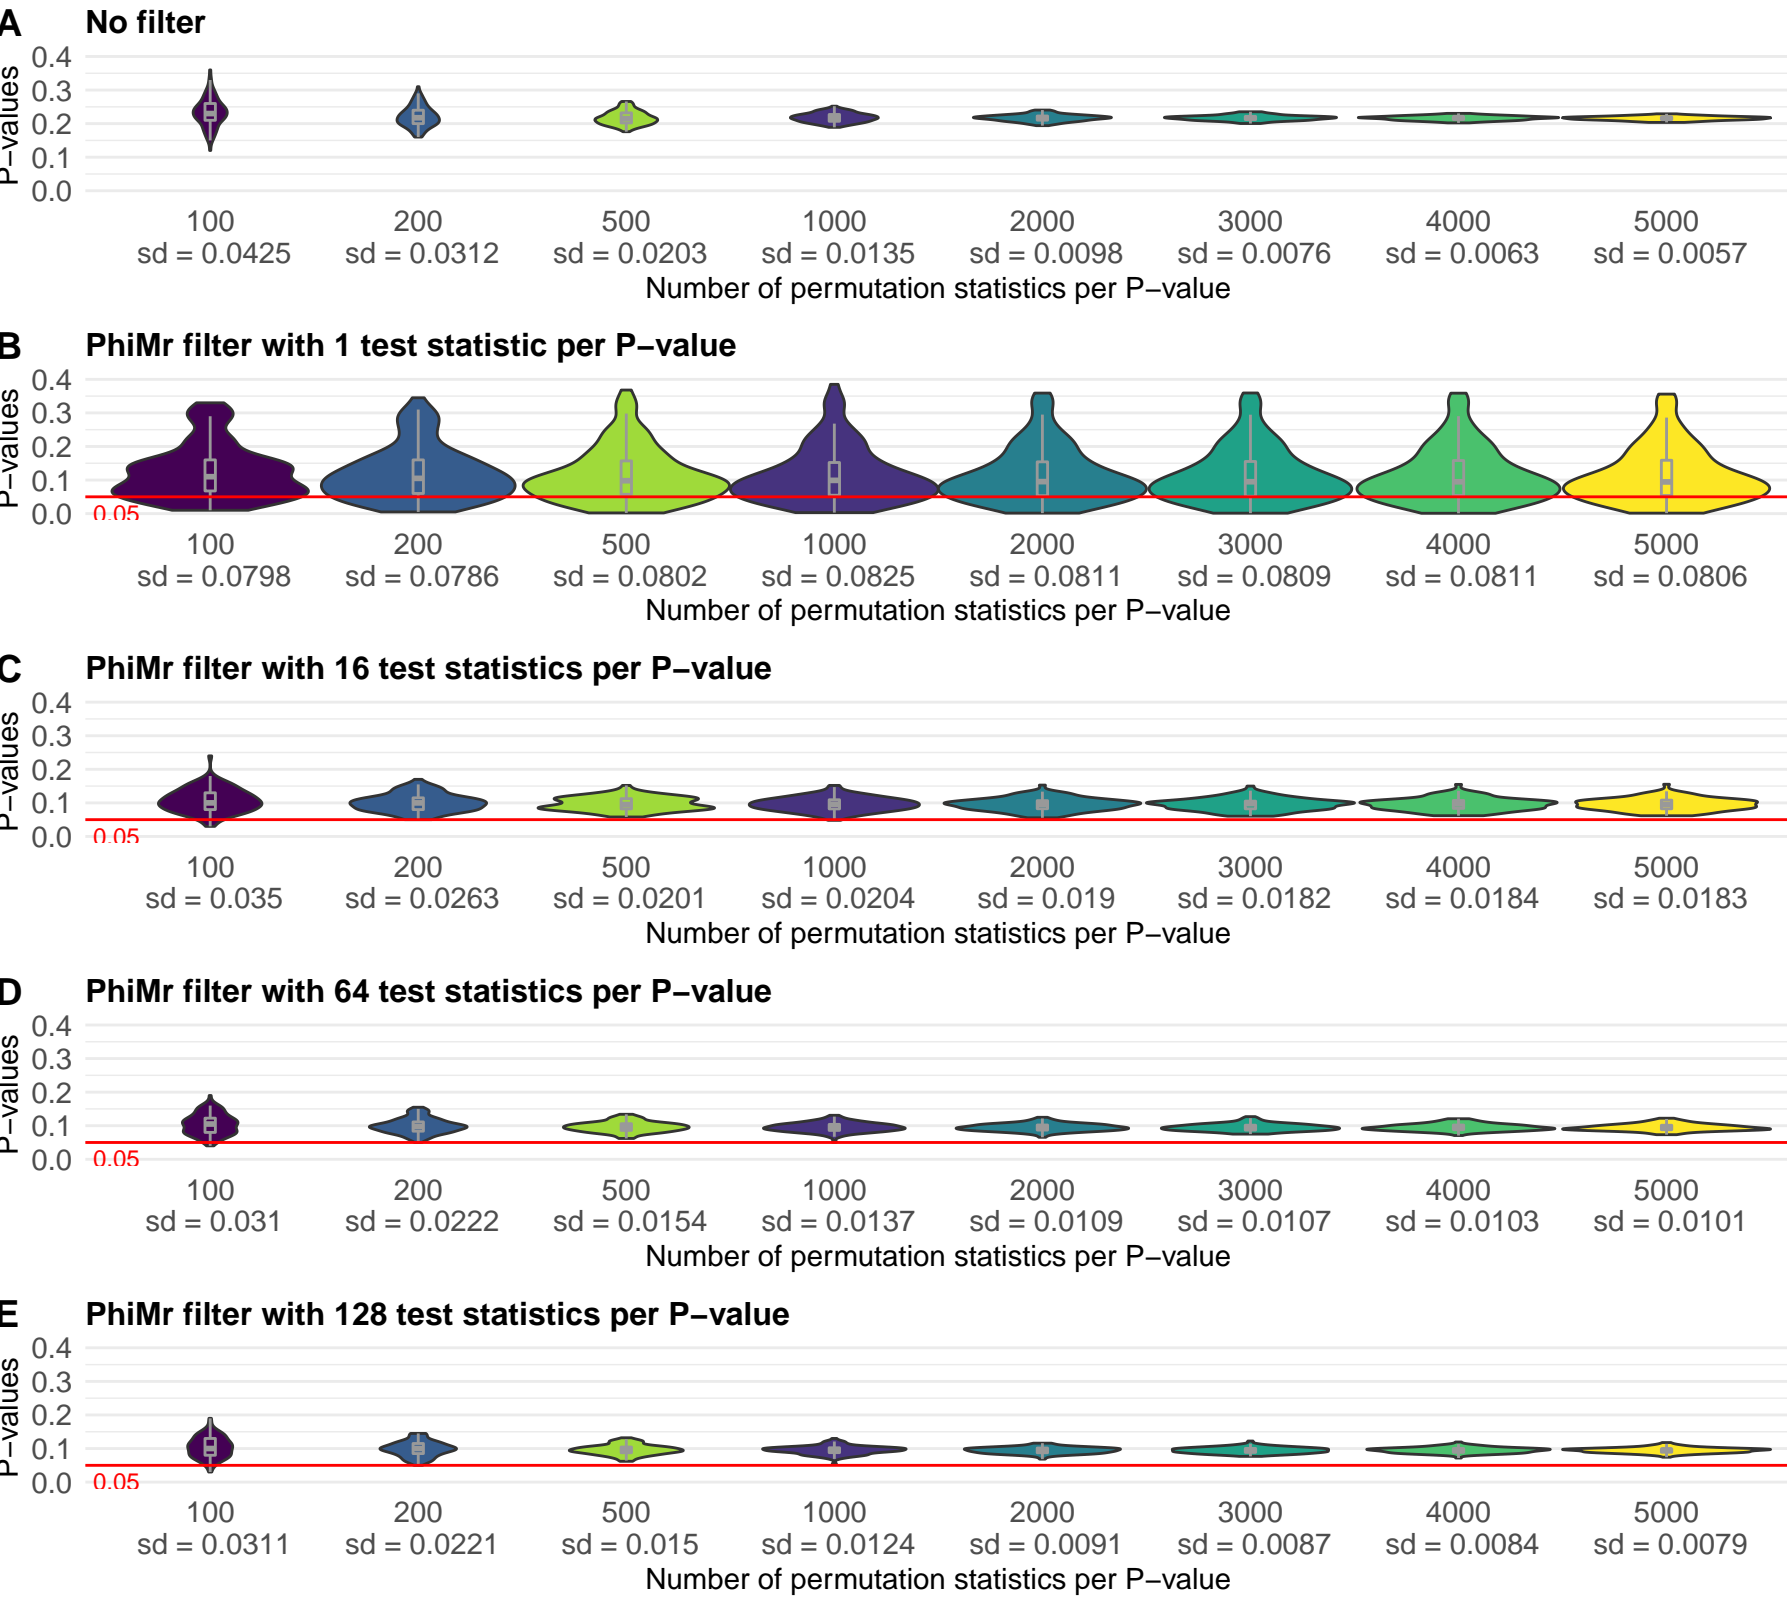 A No filter
P−values
0.4
0.3
0.2
0.1
0.0
100 200 500 1000 2000 3000 4000 5000
sd = 0.0425 sd = 0.0312 sd = 0.0203 sd = 0.0135 sd = 0.0098 sd = 0.0076 sd = 0.0063 sd = 0.0057
Number of permutation statistics per P−value
B PhiMr filter with 1 test statistic per P−value
P−values
0.4
0.3
0.2
0.1
0.0
0.05
100 200 500 1000 2000 3000 4000 5000
sd = 0.0798 sd = 0.0786 sd = 0.0802 sd = 0.0825 sd = 0.0811 sd = 0.0809 sd = 0.0811 sd = 0.0806
Number of permutation statistics per P−value
C PhiMr filter with 16 test statistics per P−value
P−values
0.4
0.3
0.2
0.1
0.0
0.05
100 200 500 1000 2000 3000 4000 5000
sd = 0.035 sd = 0.0263 sd = 0.0201 sd = 0.0204 sd = 0.019 sd = 0.0182 sd = 0.0184 sd = 0.0183
Number of permutation statistics per P−value
D PhiMr filter with 64 test statistics per P−value
P−values
0.4
0.3
0.2
0.1
0.0
0.05
100 200 500 1000 2000 3000 4000 5000
sd = 0.031 sd = 0.0222 sd = 0.0154 sd = 0.0137 sd = 0.0109 sd = 0.0107 sd = 0.0103 sd = 0.0101
Number of permutation statistics per P−value
E PhiMr filter with 128 test statistics per P−value
P−values
0.4
0.3
0.2
0.1
0.0
0.05
100 200 500 1000 2000 3000 4000 5000
sd = 0.0311 sd = 0.0221 sd = 0.015 sd = 0.0124 sd = 0.0091 sd = 0.0087 sd = 0.0084 sd = 0.0079
Number of permutation statistics per P−value